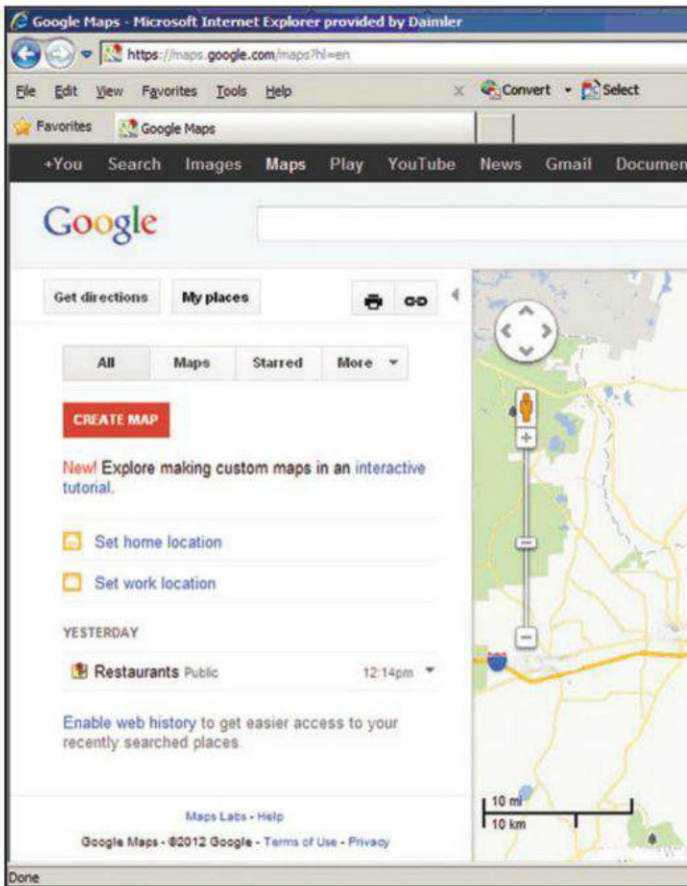 Google Maps - Microsoft Internet Explorer provided by Daimler
https://maps.google.com/maps?hl=en
File Edit View Favorites Tools Help x Convert Select
Favorites Google Maps
+You Search Images Maps Play YouTube News Gmail Documen
Google
Get directions My places
All Maps Starred More
CREATE MAP
New! Explore making custom maps in an interactive
tutorial.
Set home location
Set work location
YESTERDAY
Restaurants Public 12:14pm
Enable web history to get easier access to your
recently searched places.
10 mi
10 km
Maps Labs - Help
Google Maps - ©2012 Google - Terms of Use - Privacy
Done